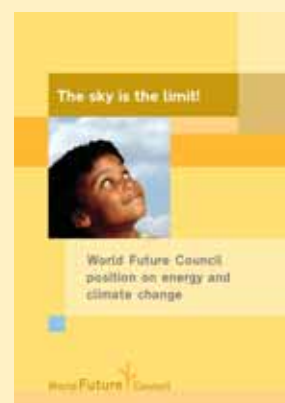 The sky is the limit!
World Future Council
position on energy and
climate change
World Future Council